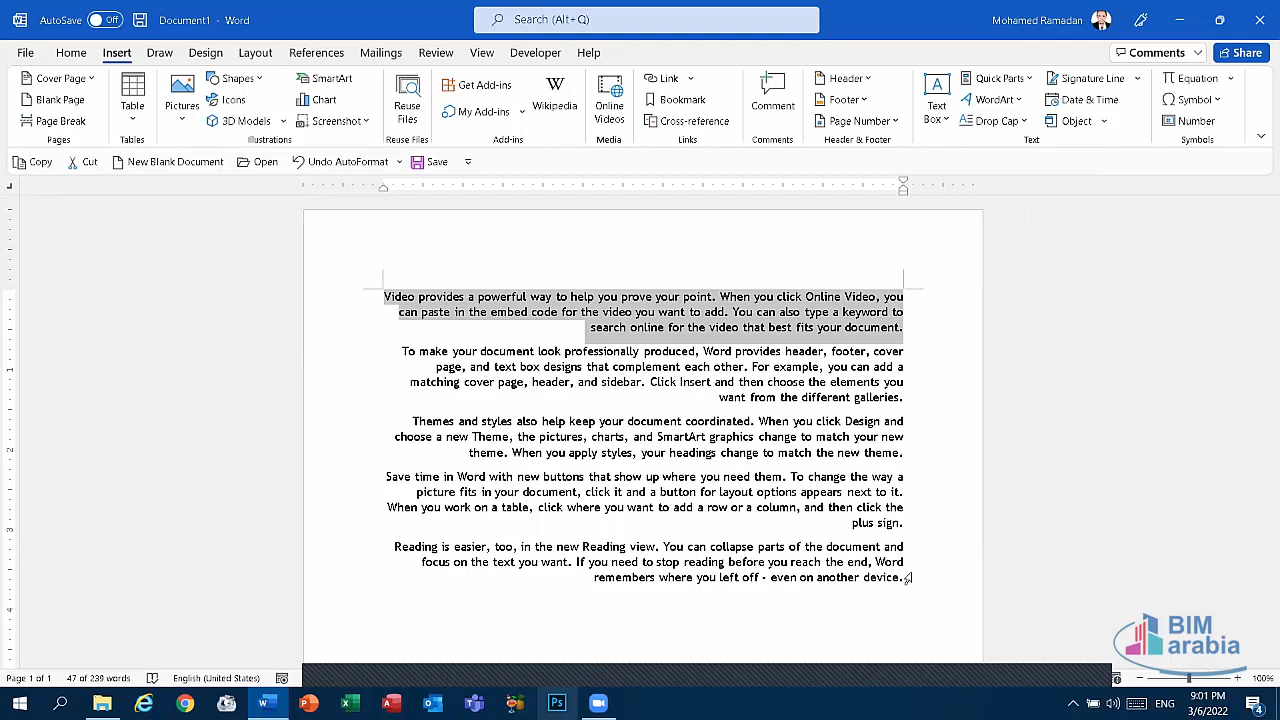 AutoSave Off Document1 - Word Search (Alt+Q) Mohamed Ramadan
File Home Insert Draw Design Layout References Mailings Review View Developer Help Comments Share
Cover Page
Blank Page
Page Break
Pages
Table
Tables
Pictures
Shapes
Icons
3D Models
SmartArt
Chart
Screenshot
Illustrations
Reuse
Files
Reuse Files
Get Add-ins
My Add-ins
Wikipedia
Add-ins
Online
Videos
Media
Link
Bookmark
Cross-reference
Links
Comment
Comments
Header
Footer
Page Number
Header & Footer
A
Text
Box
Quick Parts
WordArt
Drop Cap
Signature Line
Date & Time
Object
Text
Equation
Symbol
Number
Symbols
Copy Cut New Blank Document Open Undo AutoFormat Save
Video provides a powerful way to help you prove your point. When you click Online Video, you
can paste in the embed code for the video you want to add. You can also type a keyword to
search online for the video that best fits your document.
To make your document look professionally produced, Word provides header, footer, cover
page, and text box designs that complement each other. For example, you can add a
matching cover page, header, and sidebar. Click Insert and then choose the elements you
want from the different galleries.
Themes and styles also help keep your document coordinated. When you click Design and
choose a new Theme, the pictures, charts, and SmartArt graphics change to match your new
theme. When you apply styles, your headings change to match the new theme.
Save time in Word with new buttons that show up where you need them. To change the way a
picture fits in your document, click it and a button for layout options appears next to it.
When you work on a table, click where you want to add a row or a column, and then click the
plus sign.
Reading is easier, too, in the new Reading view. You can collapse parts of the document and
focus on the text you want. If you need to stop reading before you reach the end, Word
remembers where you left off - even on another device.
1
2
3
4
BIM
arabia
Page 1 of 1 47 of 239 words English (United States) 100%
Ps
ENG
9:01 PM
3/6/2022
4